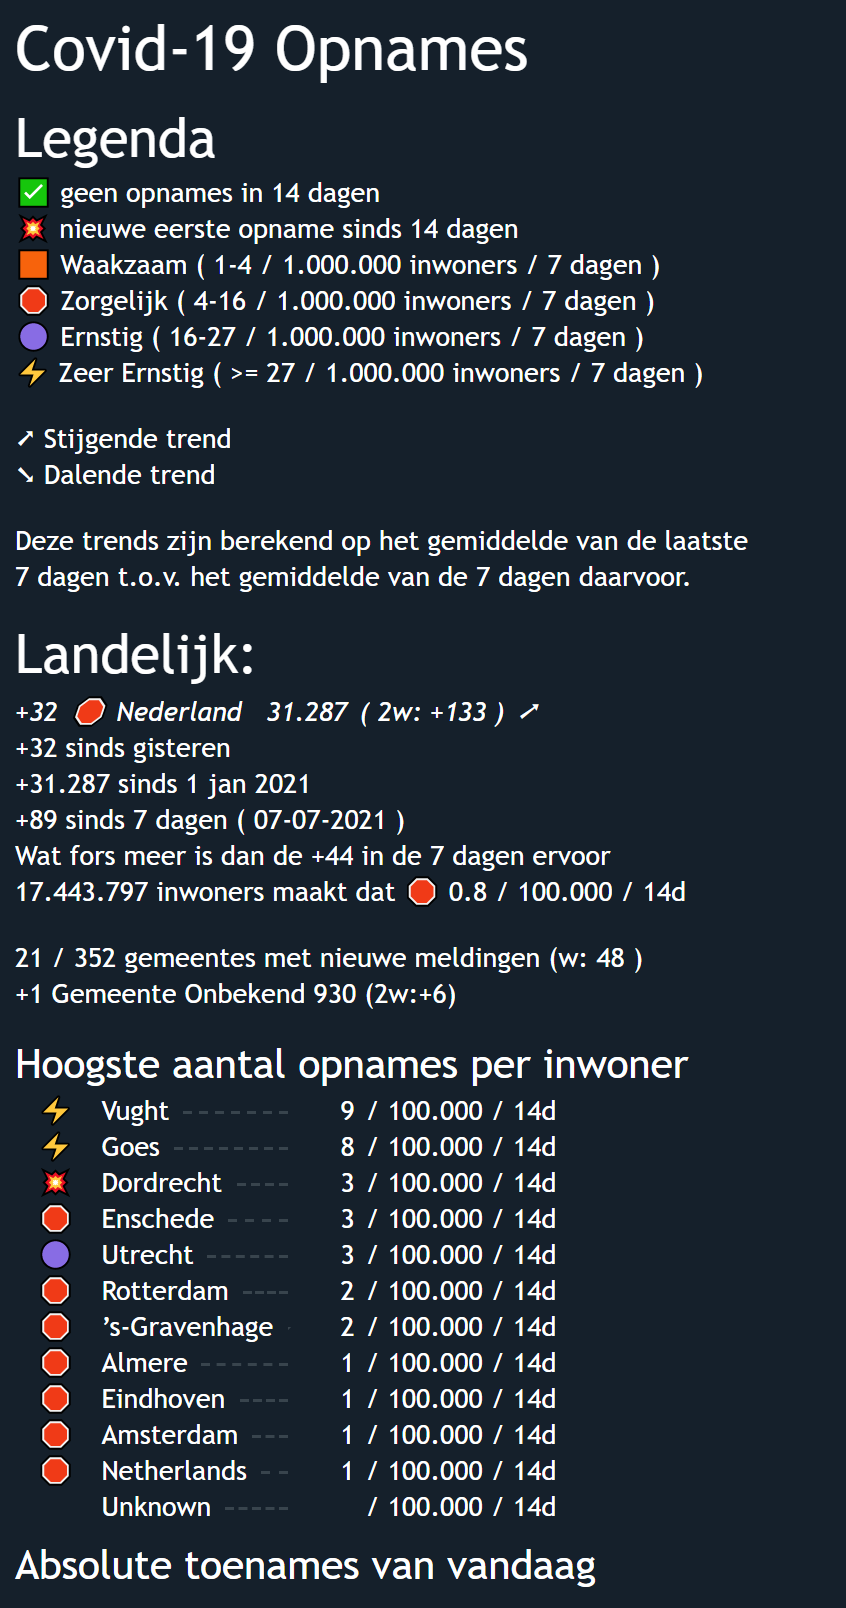 Covid-19 Opnames
Legenda
✅ geen opnames in 14 dagen
💥 nieuwe eerste opname sinds 14 dagen
🟧 Waakzaam ( 1-4 / 1.000.000 inwoners / 7 dagen )
🛑 Zorgelijk ( 4-16 / 1.000.000 inwoners / 7 dagen )
🟣 Ernstig ( 16-27 / 1.000.000 inwoners / 7 dagen )
⚡ Zeer Ernstig ( >= 27 / 1.000.000 inwoners / 7 dagen )
➚ Stijgende trend
➘ Dalende trend
Deze trends zijn berekend op het gemiddelde van de laatste
7 dagen t.o.v. het gemiddelde van de 7 dagen daarvoor.
Landelijk:
+32 🛑 Nederland 31.287 ( 2w: +133 ) ➚
+32 sinds gisteren
+31.287 sinds 1 jan 2021
+89 sinds 7 dagen ( 07-07-2021 )
Wat fors meer is dan de +44 in de 7 dagen ervoor
17.443.797 inwoners maakt dat 🛑 0.8 / 100.000 / 14d
21 / 352 gemeentes met nieuwe meldingen (w: 48 )
+1 Gemeente Onbekend 930 (2w:+6)
Hoogste aantal opnames per inwoner
⚡ Vught ------- 9 / 100.000 / 14d
⚡ Goes -------- 8 / 100.000 / 14d
💥 Dordrecht ---- 3 / 100.000 / 14d
🛑 Enschede ----- 3 / 100.000 / 14d
🟣 Utrecht ------ 3 / 100.000 / 14d
🛑 Rotterdam ---- 2 / 100.000 / 14d
🛑 ’s-Gravenhage - 2 / 100.000 / 14d
🛑 Almere ------- 1 / 100.000 / 14d
🛑 Eindhoven ---- 1 / 100.000 / 14d
🛑 Amsterdam --- 1 / 100.000 / 14d
🛑 Netherlands -- 1 / 100.000 / 14d
Unknown ----- / 100.000 / 14d
Absolute toenames van vandaag